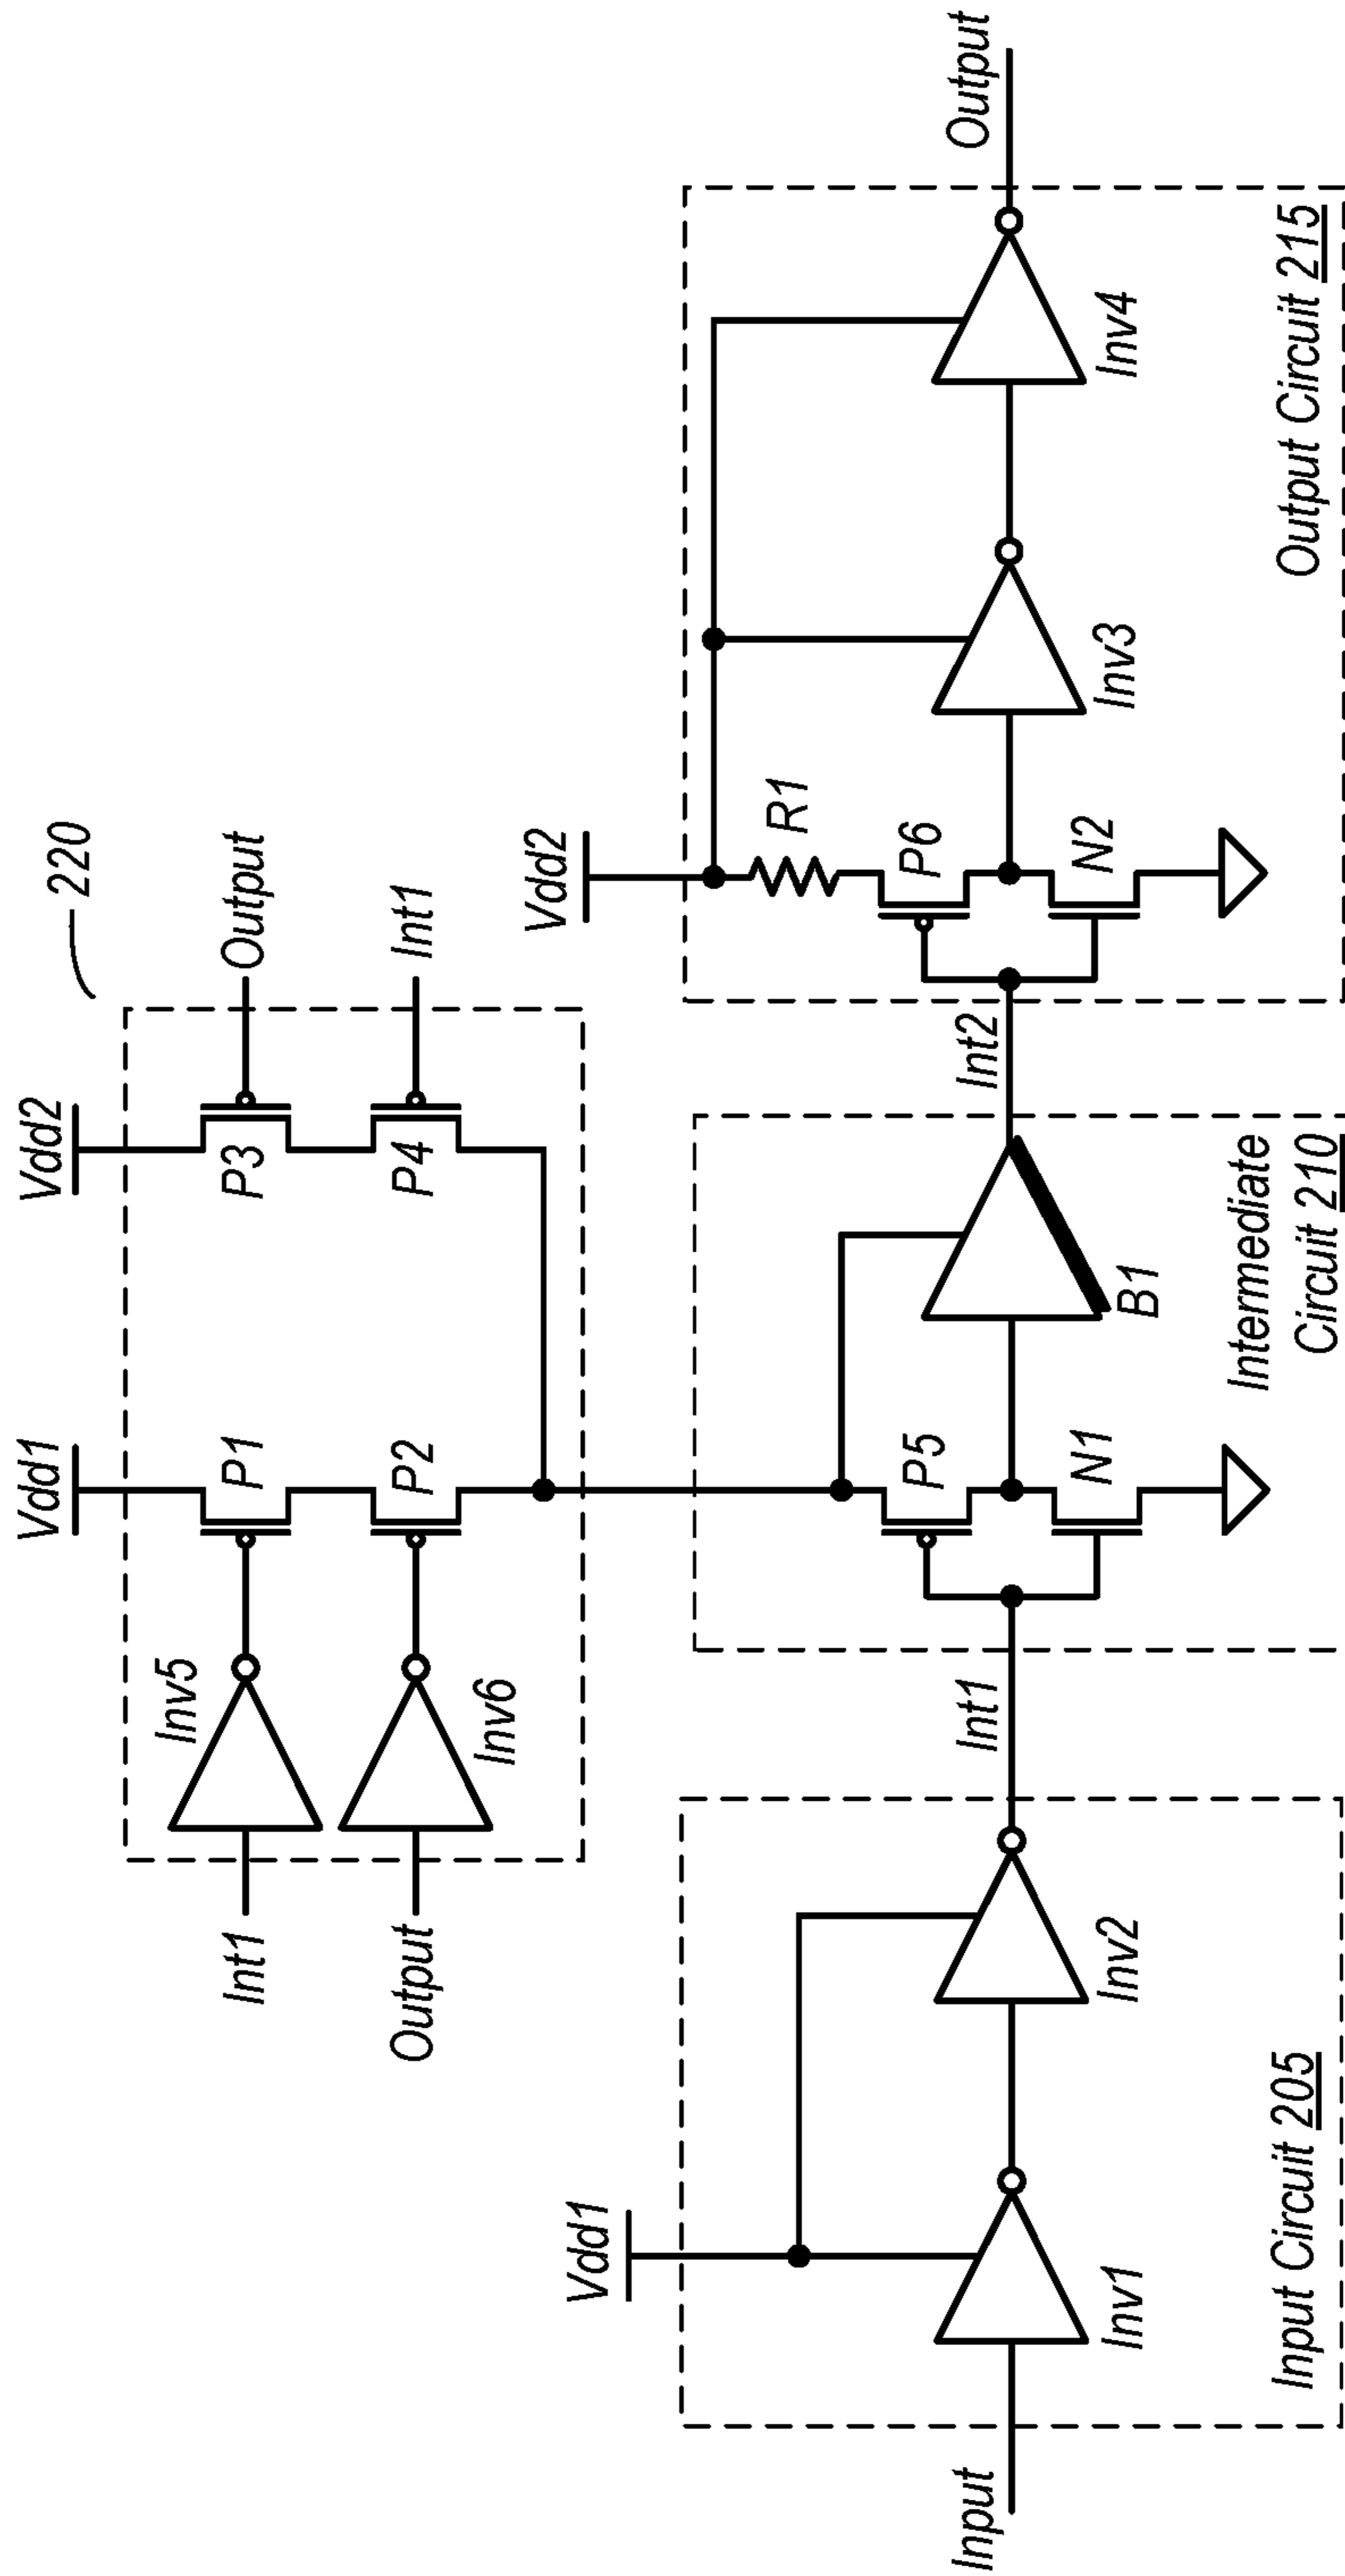 220
Vdd1
Vdd2
Int1
Inv5
P1
P3
Output
Output
Inv6
P2
P4
Int1
Vdd1
Vdd2
R1
P5
P6
Input
Int1
Int2
Output
Inv1
Inv2
N1
B1
N2
Inv3
Inv4
Input Circuit 205
Intermediate
Circuit 210
Output Circuit 215